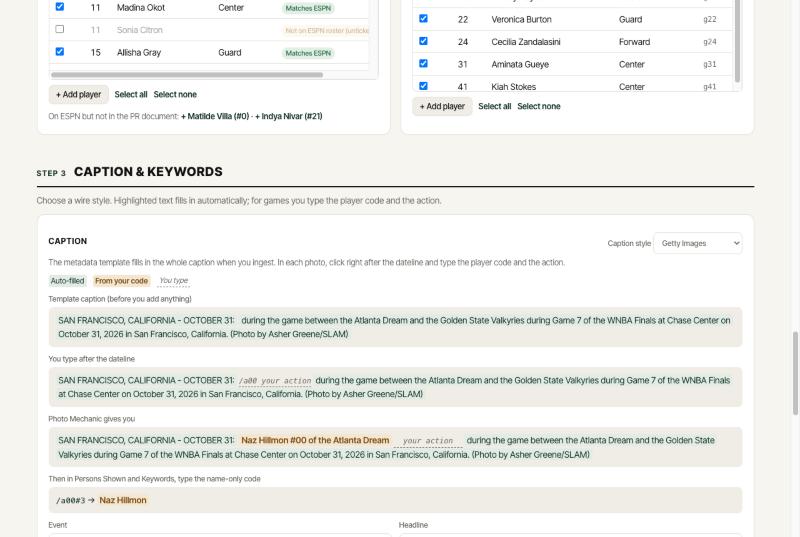 11 Madina Okot Center Matches ESPN
11 Sonia Citron Not on ESPN roster (unticke
15 Allisha Gray Guard Matches ESPN
+ Add player Select all Select none
On ESPN but not in the PR document: + Matilde Villa (#0) · + Indya Nivar (#21)
22 Veronica Burton Guard g22
24 Cecilia Zandalasini Forward g24
31 Aminata Gueye Center g31
41 Kiah Stokes Center g41
+ Add player Select all Select none
STEP 3 CAPTION & KEYWORDS
Choose a wire style. Highlighted text fills in automatically; for games you type the player code and the action.
CAPTION
Caption style Getty Images
The metadata template fills in the whole caption when you ingest. In each photo, click right after the dateline and type the player code and the action.
Auto-filled From your code You type
Template caption (before you add anything)
SAN FRANCISCO, CALIFORNIA - OCTOBER 31: during the game between the Atlanta Dream and the Golden State Valkyries during Game 7 of the WNBA Finals at Chase Center on
October 31, 2026 in San Francisco, California. (Photo by Asher Greene/SLAM)
You type after the dateline
SAN FRANCISCO, CALIFORNIA - OCTOBER 31: /a00 your action during the game between the Atlanta Dream and the Golden State Valkyries during Game 7 of the WNBA Finals
at Chase Center on October 31, 2026 in San Francisco, California. (Photo by Asher Greene/SLAM)
Photo Mechanic gives you
SAN FRANCISCO, CALIFORNIA - OCTOBER 31: Naz Hillmon #00 of the Atlanta Dream your action during the game between the Atlanta Dream and the Golden State
Valkyries during Game 7 of the WNBA Finals at Chase Center on October 31, 2026 in San Francisco, California. (Photo by Asher Greene/SLAM)
Then in Persons Shown and Keywords, type the name-only code
/a00#3 → Naz Hillmon
Event
Headline